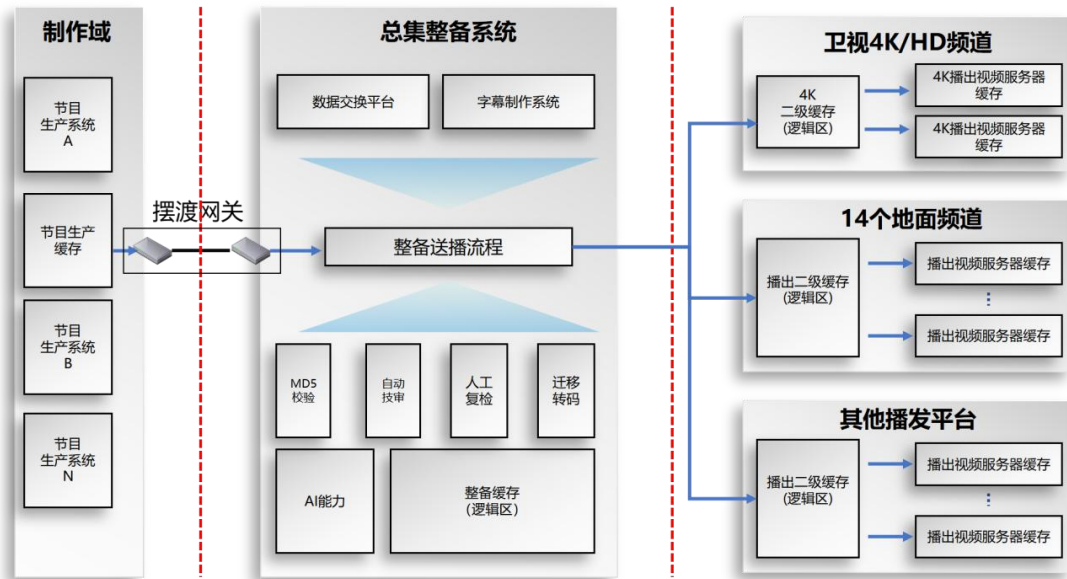 制作域
节目
生产系统
A
节目生产
缓存
节目
生产系统
B
节目
生产系统
N
摆渡网关
总集整备系统
数据交换平台
字幕制作系统
整备送播流程
MD5
校验
自动
技审
人工
复检
迁移
转码
AI能力
整备缓存
(逻辑区)
卫视4K/HD频道
4K
二级缓存
(逻辑区)
4K播出视频服务器
缓存
4K播出视频服务器
缓存
14个地面频道
播出二级缓存
(逻辑区)
播出视频服务器缓存
播出视频服务器缓存
其他播发平台
播出二级缓存
(逻辑区)
播出视频服务器缓存
播出视频服务器缓存